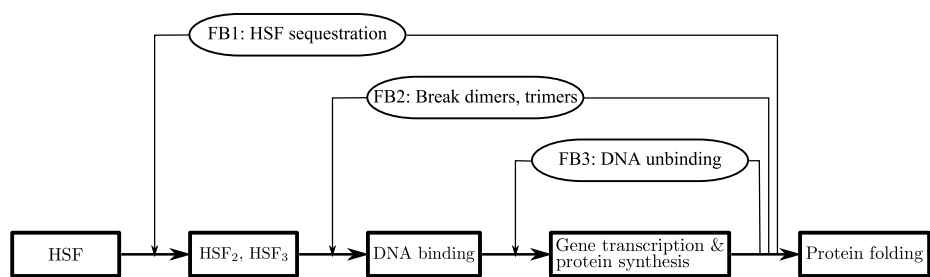 FB1: HSF sequestration
FB2: Break dimers, trimers
FB3: DNA unbinding
HSF
HSF₂, HSF₃
DNA binding
Gene transcription &
protein synthesis
Protein folding